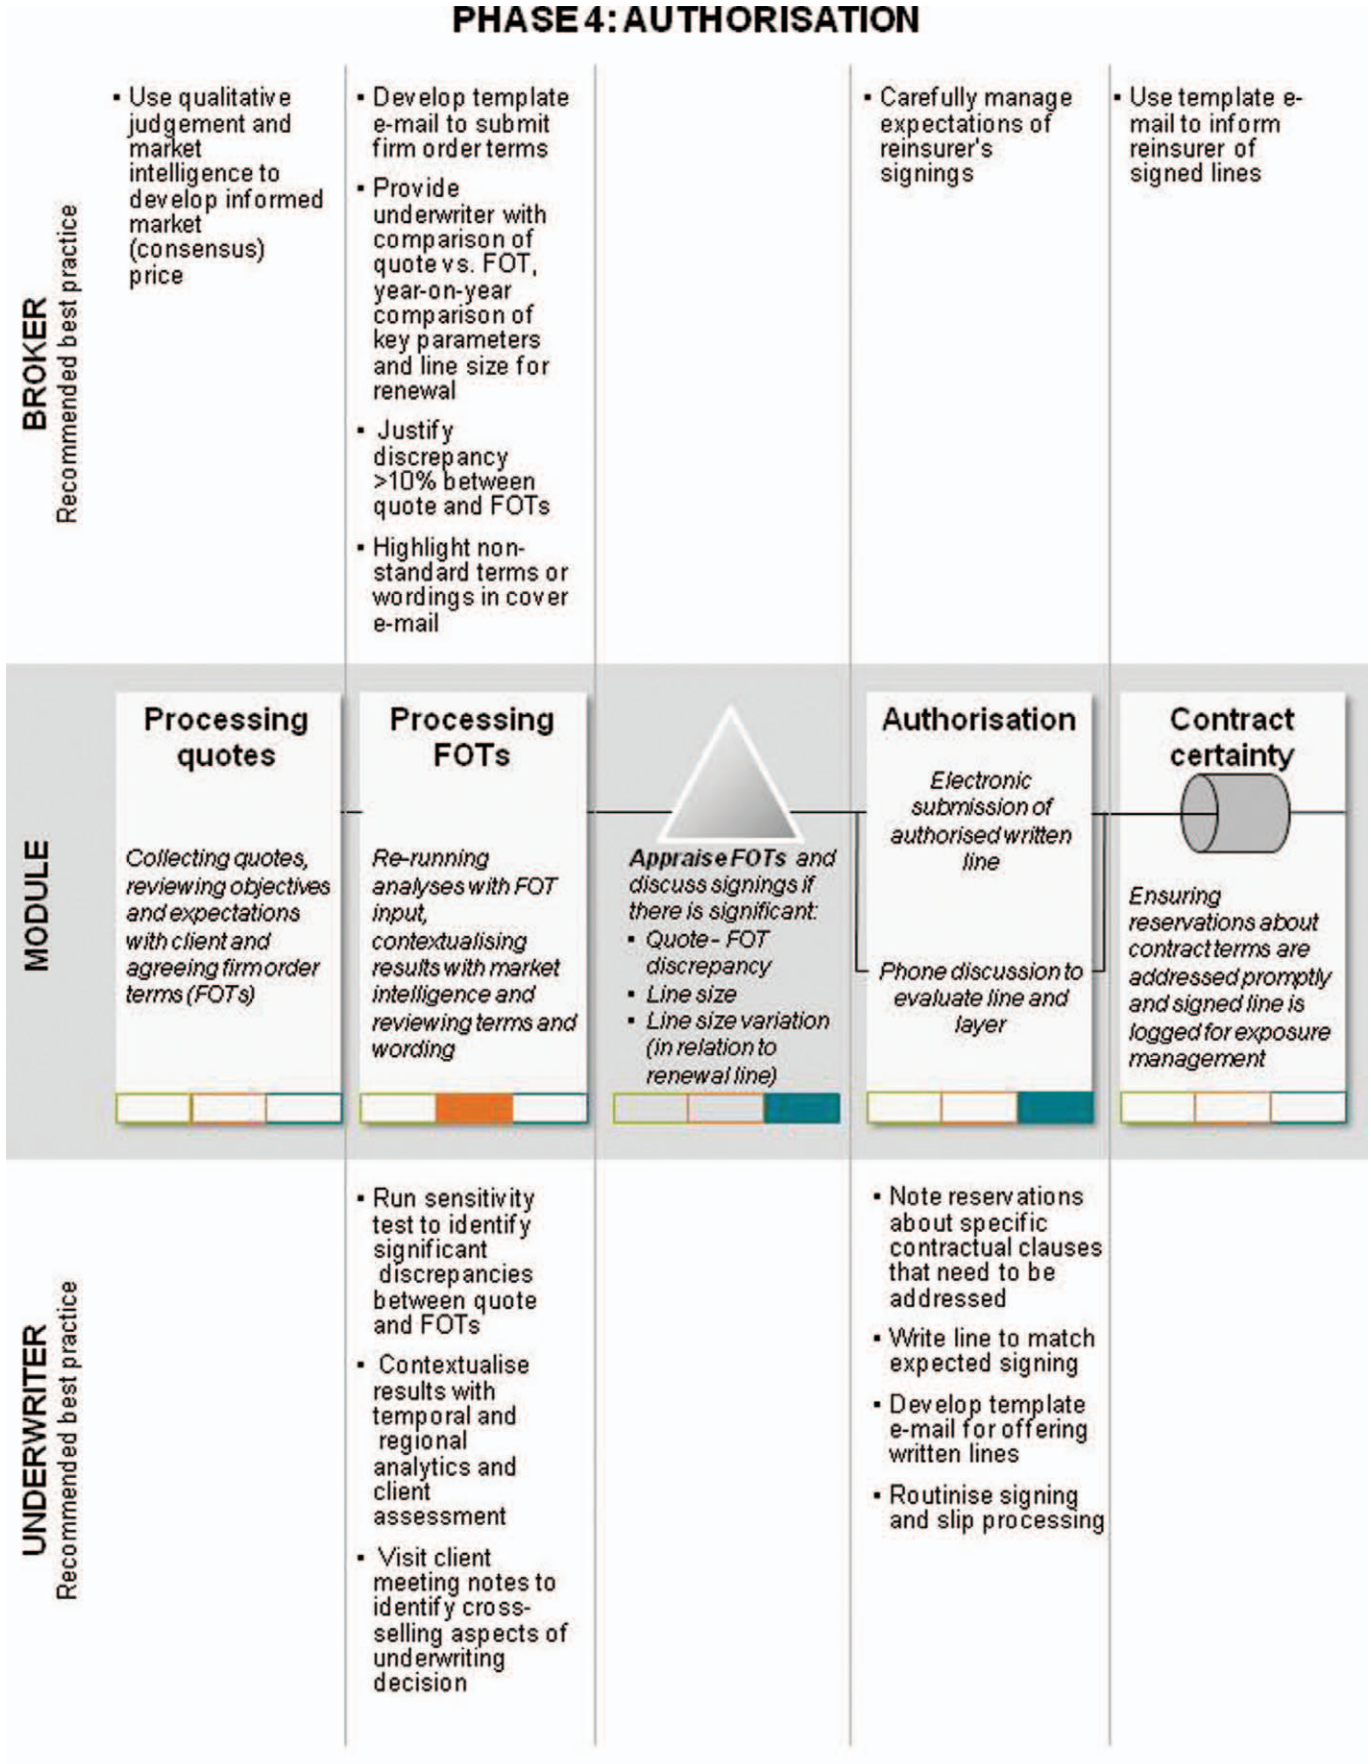 PHASE 4: AUTHORISATION
BROKER
Recommended best practice
▪ Use qualitative
judgement and
market
intelligence to
develop informed
market
(consensus)
price
▪ Develop template
e-mail to submit
firm order terms
▪ Provide
underwriter with
comparison of
quote vs. FOT,
year-on-year
comparison of
key parameters
and line size for
renewal
▪ Justify
discrepancy
>10% between
quote and FOTs
▪ Highlight non-
standard terms or
wordings in cover
e-mail
▪ Carefully manage
expectations of
reinsurer's
signings
▪ Use template e-
mail to inform
reinsurer of
signed lines
MODULE
Processing
quotes
Collecting quotes,
reviewing objectives
and expectations
with client and
agreeing firm order
terms (FOTs)
Processing
FOTs
Re-running
analyses with FOT
input,
contextualising
results with market
intelligence and
reviewing terms and
wording
Appraise FOTs and
discuss signings if
there is significant:
▪ Quote - FOT
discrepancy
▪ Line size
▪ Line size variation
(in relation to
renewal line)
Authorisation
Electronic
submission of
authorised written
line
Phone discussion to
evaluate line and
layer
Contract
certainty
Ensuring
reservations about
contract terms are
addressed promptly
and signed line is
logged for exposure
management
UNDERWRITER
Recommended best practice
▪ Run sensitivity
test to identify
significant
discrepancies
between quote
and FOTs
▪ Contextualise
results with
temporal and
regional
analytics and
client
assessment
▪ Visit client
meeting notes to
identify cross-
selling aspects of
underwriting
decision
▪ Note reservations
about specific
contractual clauses
that need to be
addressed
▪ Write line to match
expected signing
▪ Develop template
e-mail for offering
written lines
▪ Routinise signing
and slip processing